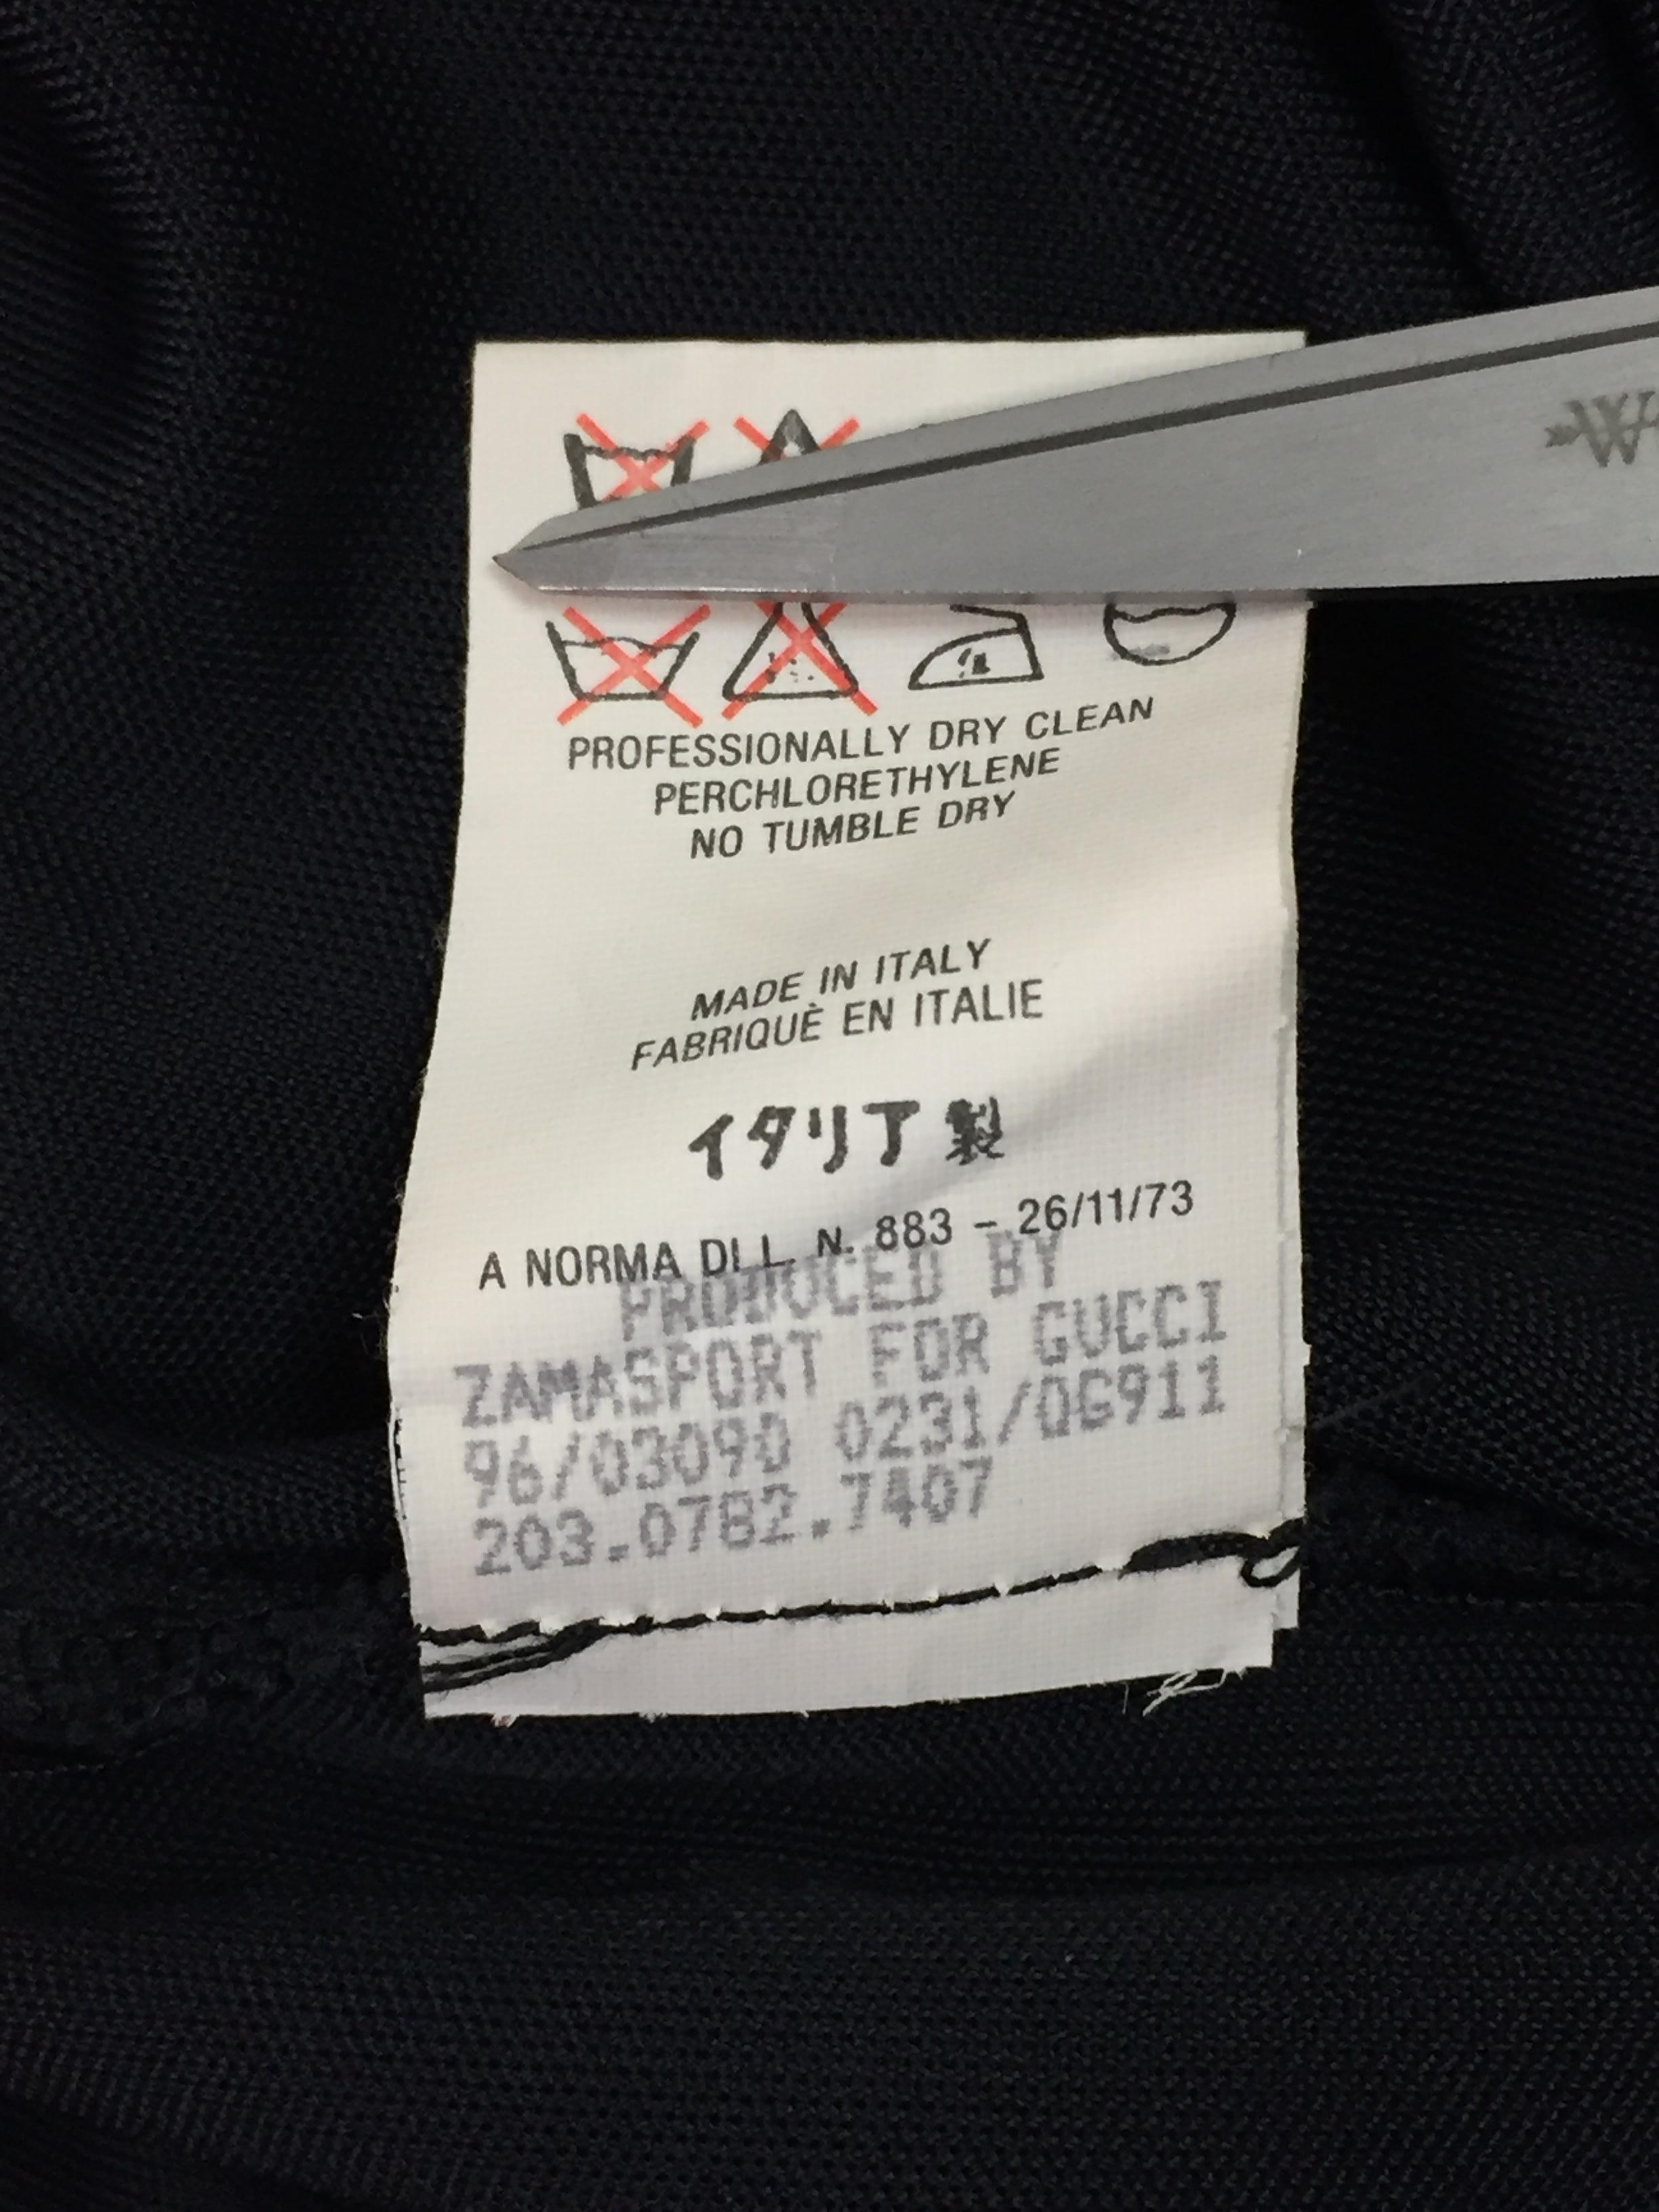 W
PROFESSIONALLY DRY CLEAN
PERCHLORETHYLENE
NO TUMBLE DRY
MADE IN ITALY
FABRIQUÈ EN ITALIE
イタリア製
A NORMA DI L. N. 883 - 26/11/73
PRODUCED BY
ZAMASPORT FOR GUCCI
96/03090 0231/QG911
203.0782.7407